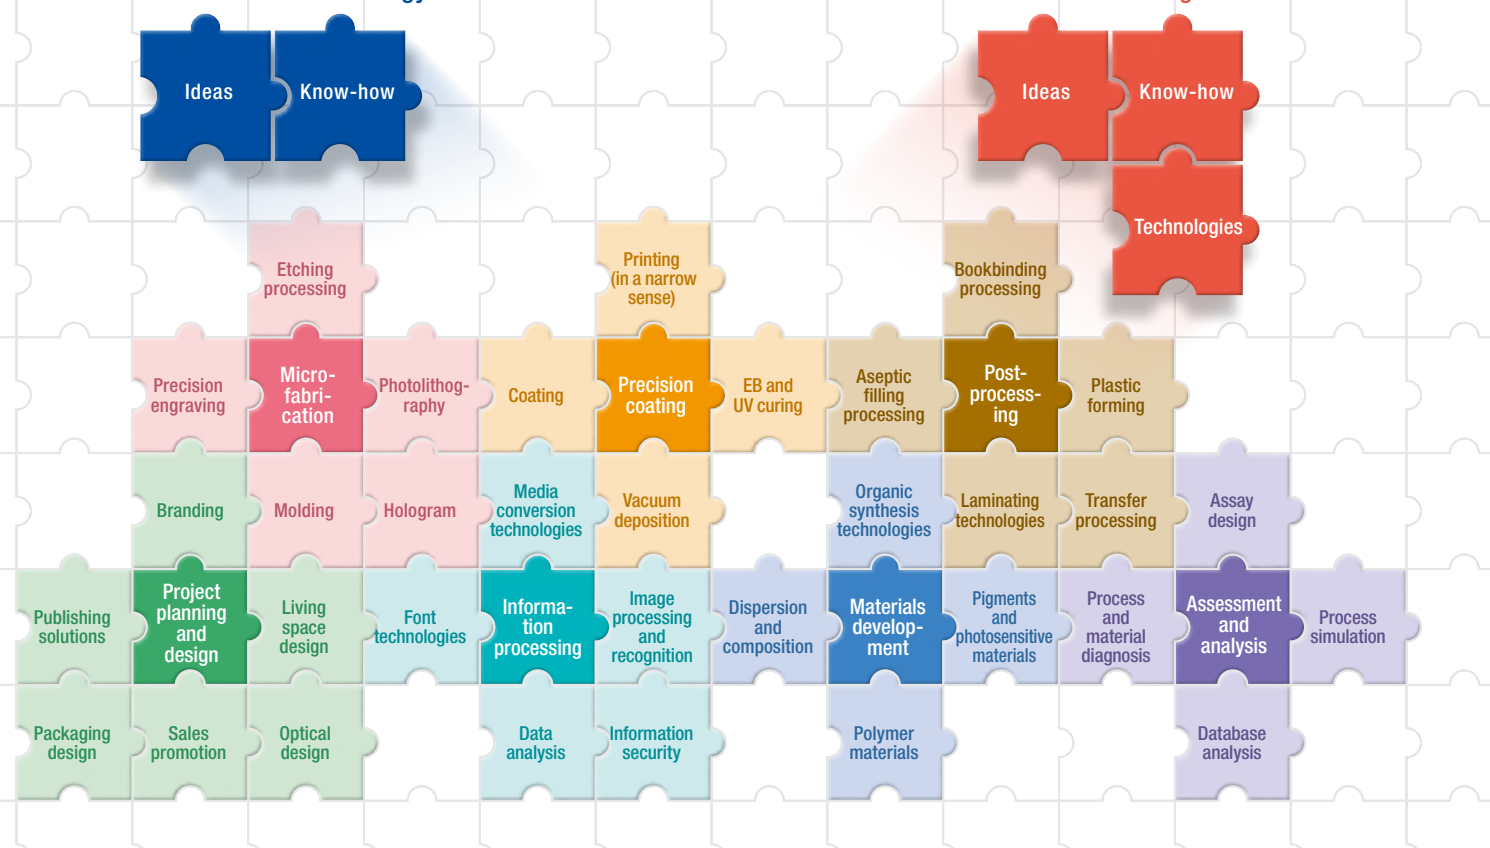 gy
g
Ideas
Know-how
Ideas
Know-how
Technologies
Etching
processing
Printing
(in a narrow
sense)
Bookbinding
processing
Precision
engraving
Micro-
fabri-
cation
Photolithog-
raphy
Coating
Precision
coating
EB and
UV curing
Aseptic
filling
processing
Post-
process-
ing
Plastic
forming
Branding
Molding
Hologram
Media
conversion
technologies
Vacuum
deposition
Organic
synthesis
technologies
Laminating
technologies
Transfer
processing
Assay
design
Publishing
solutions
Project
planning
and
design
Living
space
design
Font
technologies
Informa-
tion
processing
Image
processing
and
recognition
Dispersion
and
composition
Materials
develop-
ment
Pigments
and
photosensitive
materials
Process
and
material
diagnosis
Assessment
and
analysis
Process
simulation
Packaging
design
Sales
promotion
Optical
design
Data
analysis
Information
security
Polymer
materials
Database
analysis